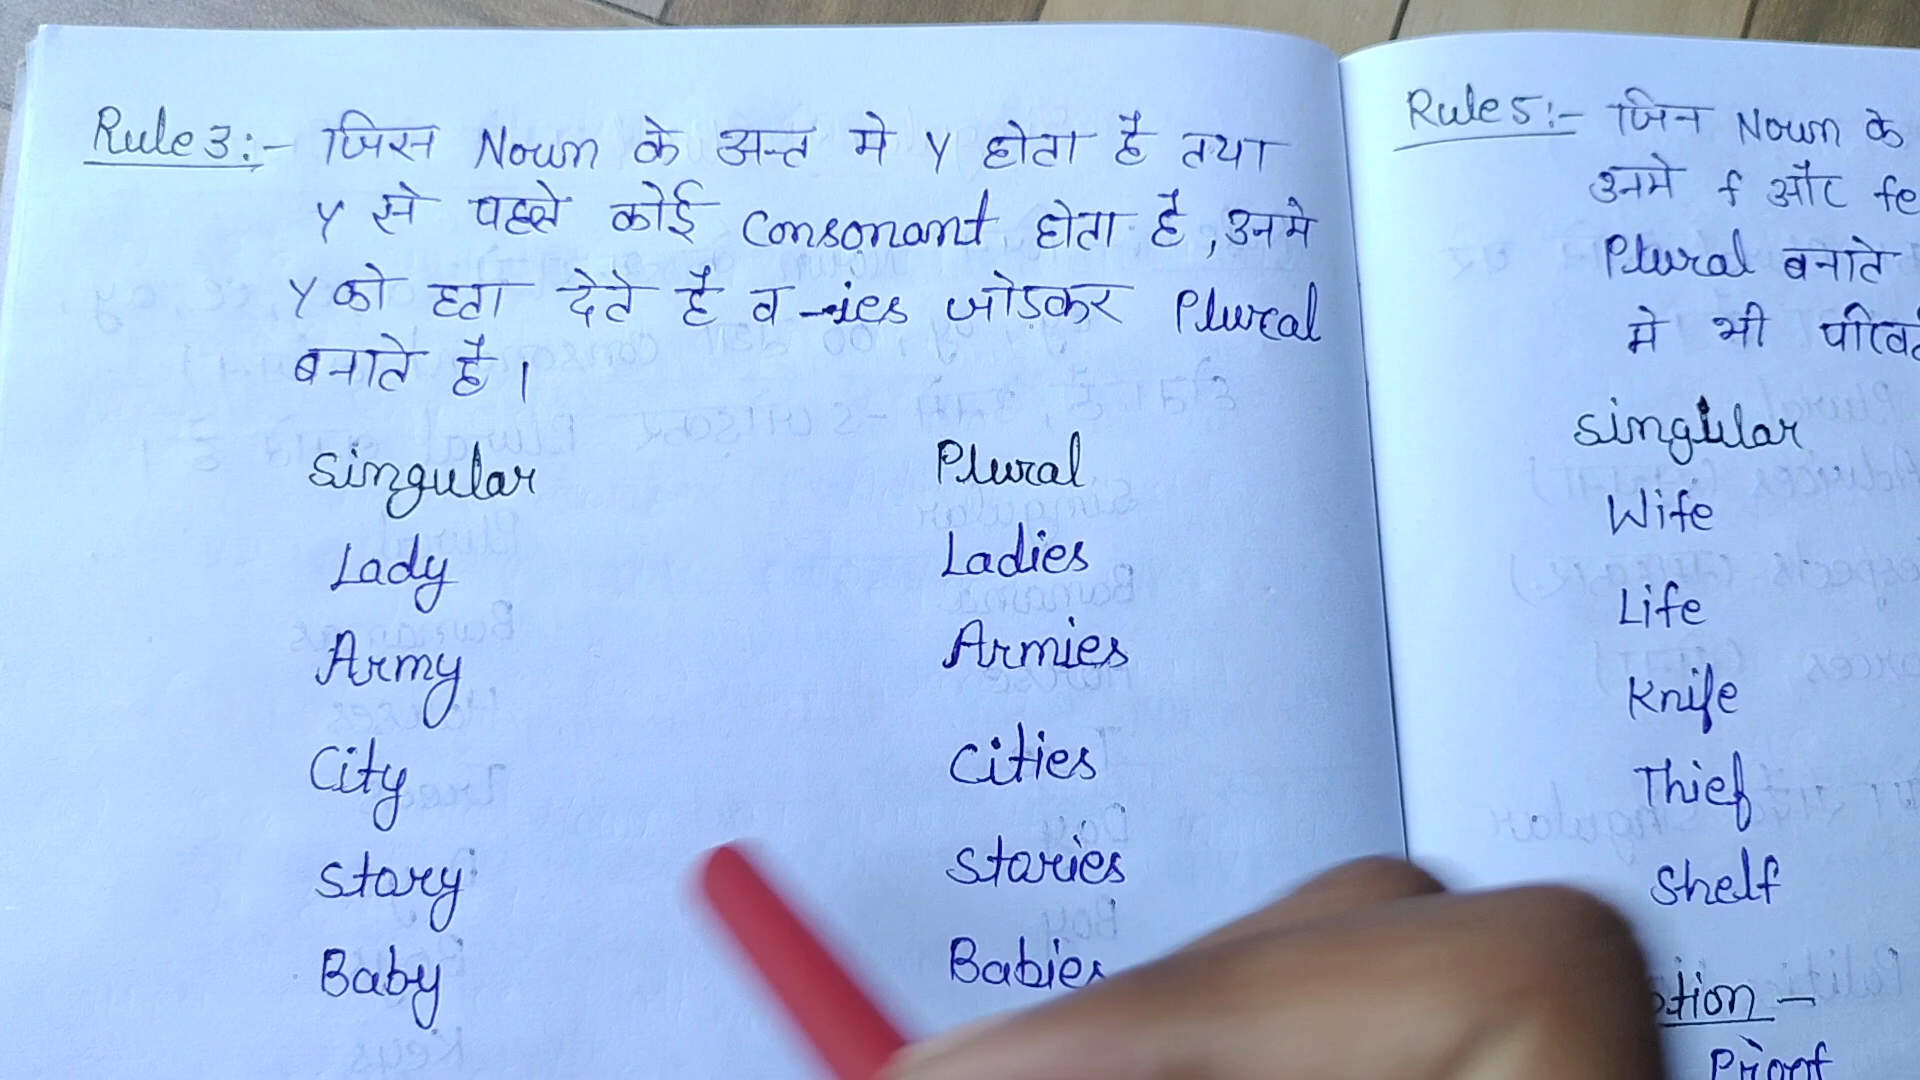 Rule 3:- जिस Noun के अन्त मे y होता है तथा
y से पहले कोई consonant होता है, उनमे
y को हटा देते है व -ies जोड़कर Plural
बनाते है।
Singular Plural
Lady Ladies
Army Armies
City Cities
Story Stories
Baby Babies
Rule 5:- जिन Noun के
उनमे f और fe
Plural बनाते
मे भी
Singular
Wife
Life
Knife
Thief
Shelf
Proof